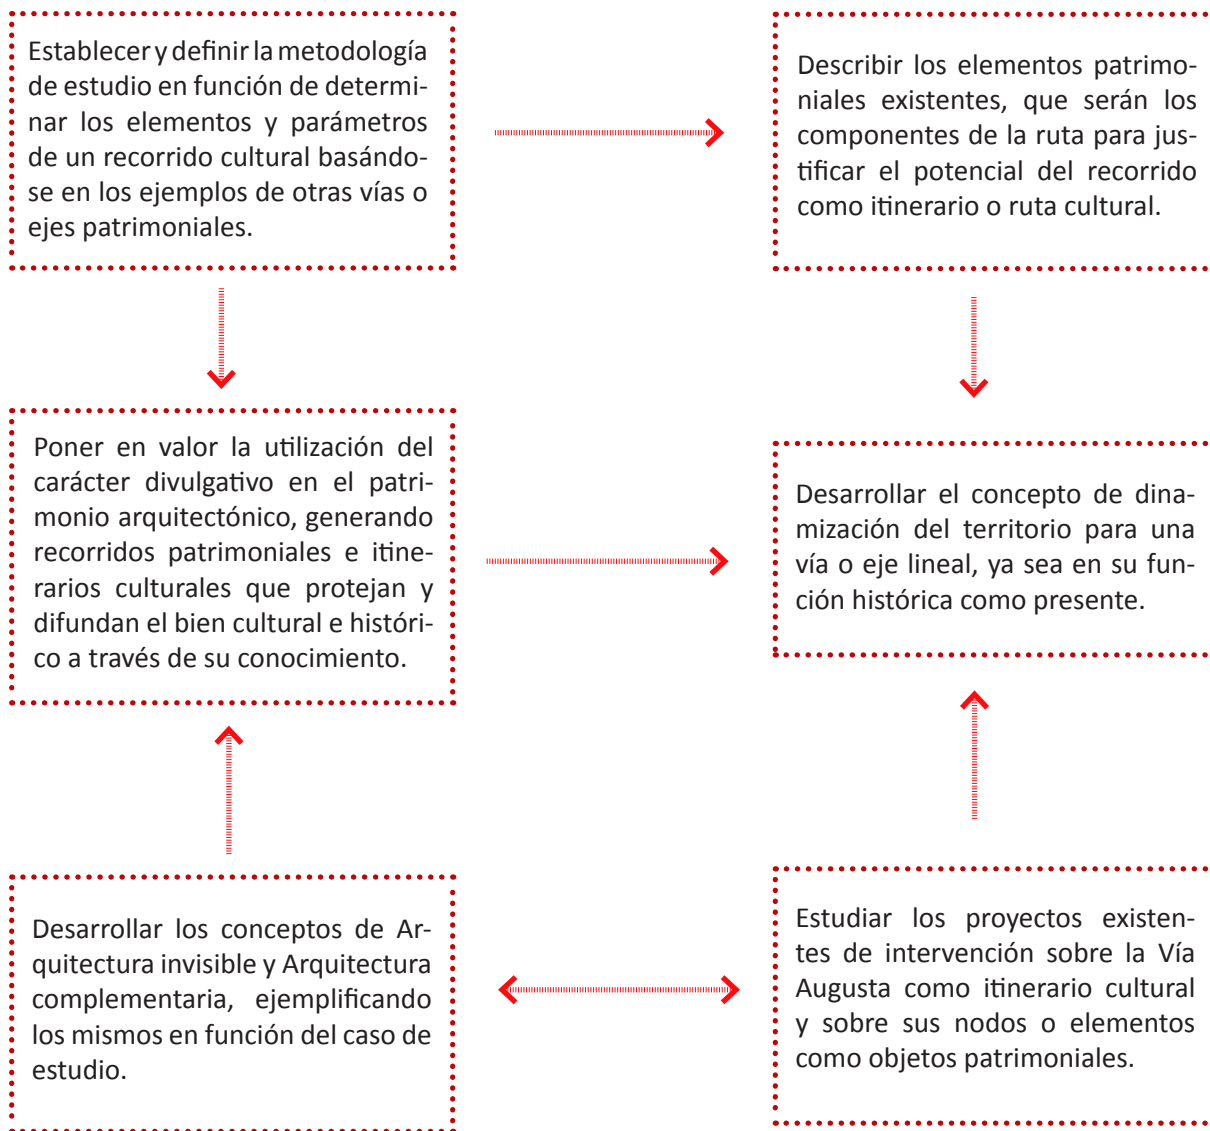 Establecer y definir la metodología
de estudio en función de determi-
nar los elementos y parámetros
de un recorrido cultural basándo-
se en los ejemplos de otras vías o
ejes patrimoniales.
Describir los elementos patrimo-
niales existentes, que serán los
componentes de la ruta para jus-
tificar el potencial del recorrido
como itinerario o ruta cultural.
Poner en valor la utilización del
carácter divulgativo en el patri-
monio arquitectónico, generando
recorridos patrimoniales e itine-
rarios culturales que protejan y
difundan el bien cultural e históri-
co a través de su conocimiento.
Desarrollar el concepto de dina-
mización del territorio para una
vía o eje lineal, ya sea en su fun-
ción histórica como presente.
Desarrollar los conceptos de Ar-
quitectura invisible y Arquitectura
complementaria, ejemplificando
los mismos en función del caso de
estudio.
Estudiar los proyectos existen-
tes de intervención sobre la Vía
Augusta como itinerario cultural
y sobre sus nodos o elementos
como objetos patrimoniales.